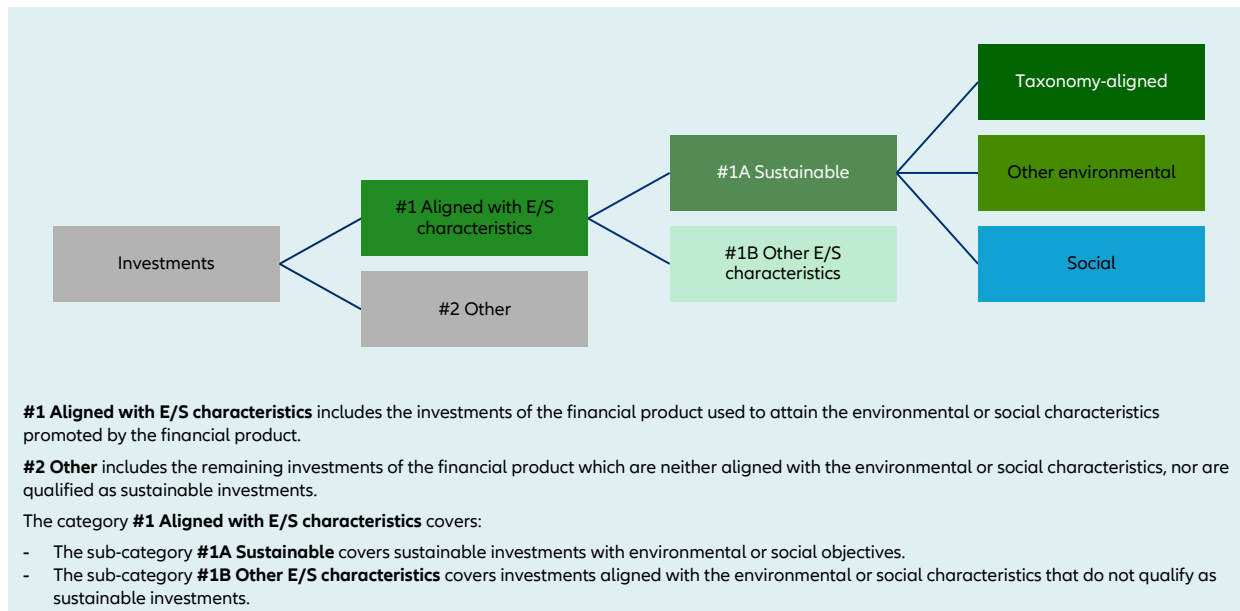 Taxonomy-aligned
#1A Sustainable
Other environmental
#1 Aligned with E/S
characteristics
Investments
#1B Other E/S
characteristics
Social
#2 Other
#1 Aligned with E/S characteristics includes the investments of the financial product used to attain the environmental or social characteristics
promoted by the financial product.
#2 Other includes the remaining investments of the financial product which are neither aligned with the environmental or social characteristics, nor are
qualified as sustainable investments.
The category #1 Aligned with E/S characteristics covers:
- The sub-category #1A Sustainable covers sustainable investments with environmental or social objectives.
- The sub-category #1B Other E/S characteristics covers investments aligned with the environmental or social characteristics that do not qualify as
sustainable investments.